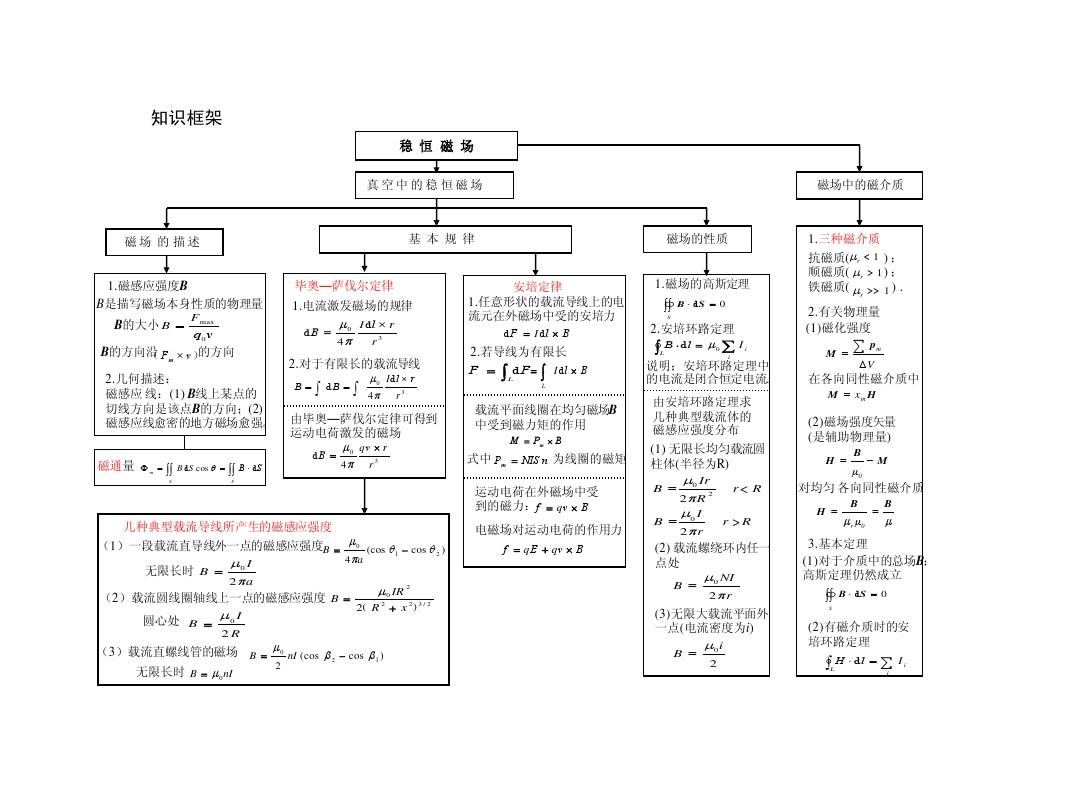 知识框架
稳 恒 磁 场
真空中的稳恒磁场
磁场中的磁介质
磁场 的描述
基 本 规 律
磁场的性质
1.磁感应强度B
B是描写磁场本身性质的物理量
B的大小 B = F_max / q₀v
B的方向沿(F_m × v)的方向
2.几何描述:
磁感应 线: (1) B线上某点的
切线方向是该点B的方向; (2)
磁感应线愈密的地方磁场愈强.
磁通量 Φ_m = ∬_s B dS cos θ = ∬_s B · dS
毕奥—萨伐尔定律
1.电流激发磁场的规律
dB = μ₀/4π · Idl × r / r³
2.对于有限长的载流导线
B = ∫ dB = ∫ μ₀/4π · Idl × r / r³
由毕奥—萨伐尔定律可得到
运动电荷激发的磁场
dB = μ₀/4π · qv × r / r³
安培定律
1.任意形状的载流导线上的电
流元在外磁场中受的安培力
dF = Idl × B
2.若导线为有限长
F = ∫_L dF = ∫_L Idl × B
载流平面线圈在均匀磁场B
中受到磁力矩的作用
M = P_m × B
式中 P_m = NIS n 为线圈的磁矩
运动电荷在外磁场中受
到的磁力: f = qv × B
电磁场对运动电荷的作用力
f = qE + qv × B
1.磁场的高斯定理
∯_s B · dS = 0
2.安培环路定理
∮_L B · dl = μ₀ ∑_i I_i
说明; 安培环路定理中
的电流是闭合恒定电流.
由安培环路定理求
几种典型载流体的
磁感应强度分布
(1) 无限长均匀载流圆
柱体(半径为R)
B = μ₀Ir / 2πR² r < R
B = μ₀I / 2πr r > R
(2) 载流螺绕环内任一
点处
B = μ₀NI / 2πr
(3)无限大载流平面外
一点(电流密度为i)
B = μ₀i / 2
1.三种磁介质
抗磁质(μ_r < 1 ) ;
顺磁质( μ_r > 1 ) ;
铁磁质( μ_r >> 1 ) .
2.有关物理量
(1)磁化强度
M = ∑ p_m / ΔV
在各向同性磁介质中
M = x_m H
(2)磁场强度矢量
(是辅助物理量)
H = B/μ₀ − M
对均匀 各向同性磁介质
H = B / μ_rμ₀ = B / μ
3.基本定理
(1)对于介质中的总场B;
高斯定理仍然成立
∯_s B · dS = 0
(2)有磁介质时的安
培环路定理
∮_L H · dl = ∑_i I_i
几种典型载流导线所产生的磁感应强度
（1）一段载流直导线外一点的磁感应强度 B = μ₀/4πa (cos θ₁ − cos θ₂)
无限长时 B = μ₀I / 2πa
（2）载流圆线圈轴线上一点的磁感应强度 B = μ₀IR² / 2( R² + x²)^3/2
圆心处 B = μ₀I / 2R
（3）载流直螺线管的磁场 B = μ₀/2 nI (cos β₂ − cos β₁)
无限长时 B = μ₀nI